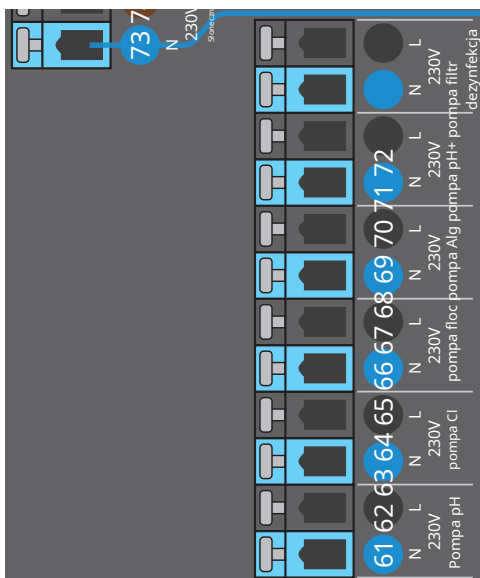 73
N
230V
61 62 63 64 65 66 67 68 69 70 71 72
N L N L N L N L N L N L
230V 230V 230V 230V 230V 230V
Pompa pH pompa Cl pompa floc pompa Alg pompa pH+ pompa filtr
dezynfekcja